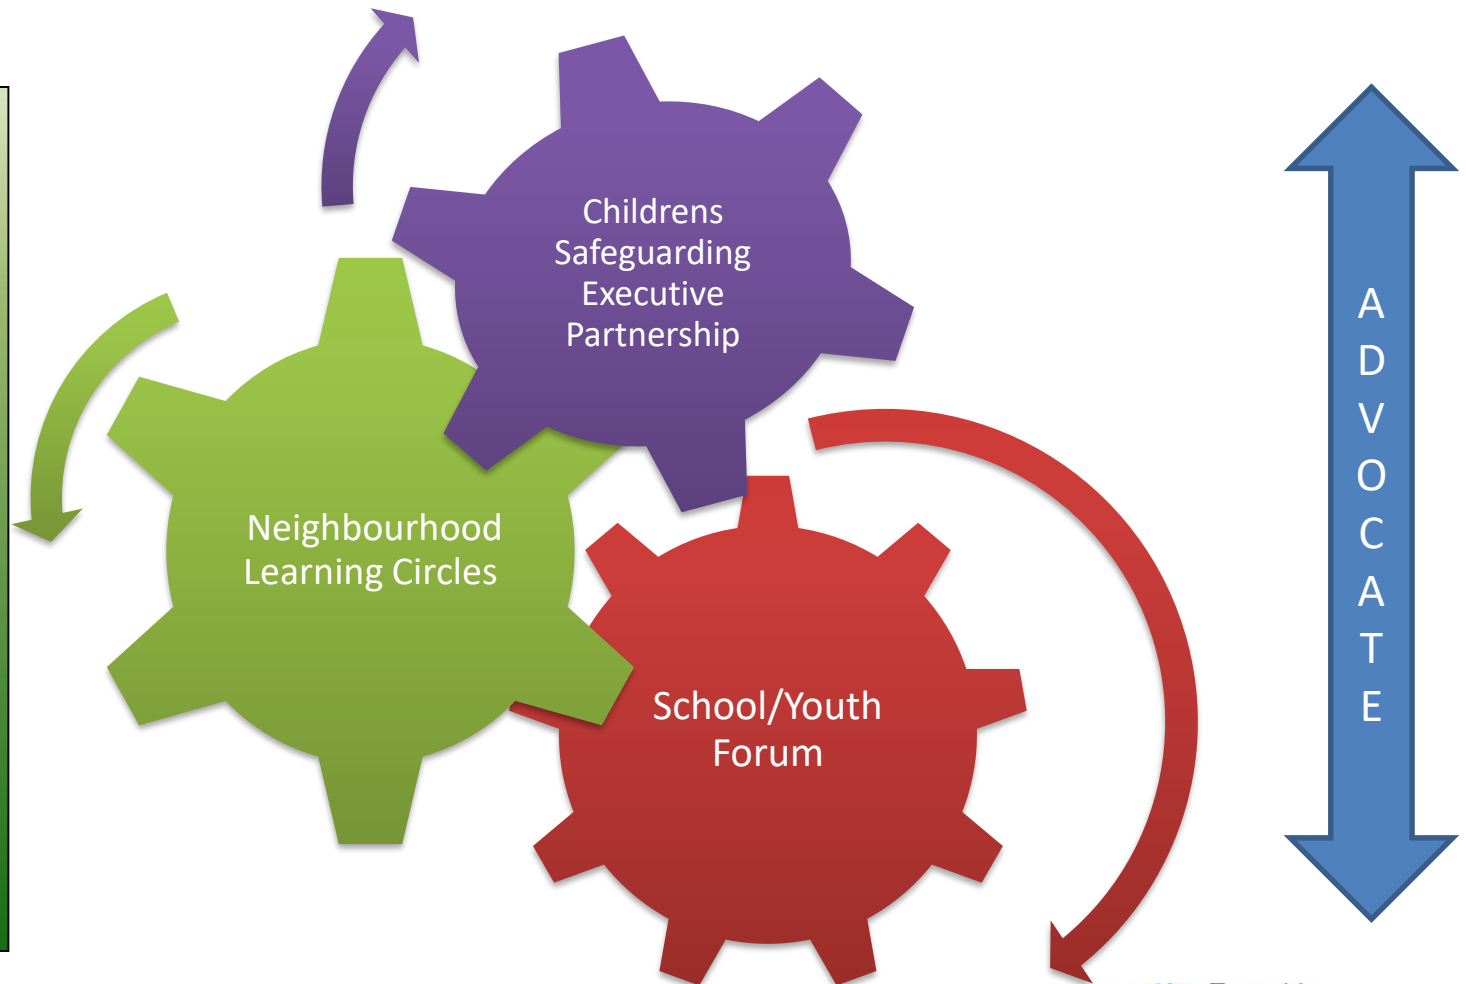 Childrens
Safeguarding
Executive
Partnership
Neighbourhood
Learning Circles
School/Youth
Forum
A
D
V
O
C
A
T
E